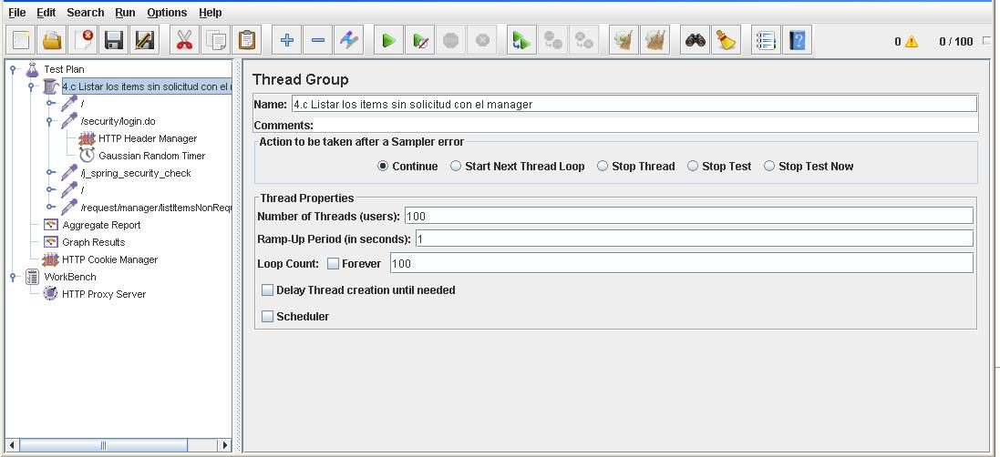 File Edit Search Run Options Help
0 0 / 100
Test Plan
4.c Listar los items sin solicitud con el
/
/security/login.do
HTTP Header Manager
Gaussian Random Timer
/j_spring_security_check
/
/request/manager/listItemsNonRequ
Aggregate Report
Graph Results
HTTP Cookie Manager
WorkBench
HTTP Proxy Server
Thread Group
Name: 4.c Listar los items sin solicitud con el manager
Comments:
Action to be taken after a Sampler error
Continue Start Next Thread Loop Stop Thread Stop Test Stop Test Now
Thread Properties
Number of Threads (users): 100
Ramp-Up Period (in seconds): 1
Loop Count: Forever 100
Delay Thread creation until needed
Scheduler